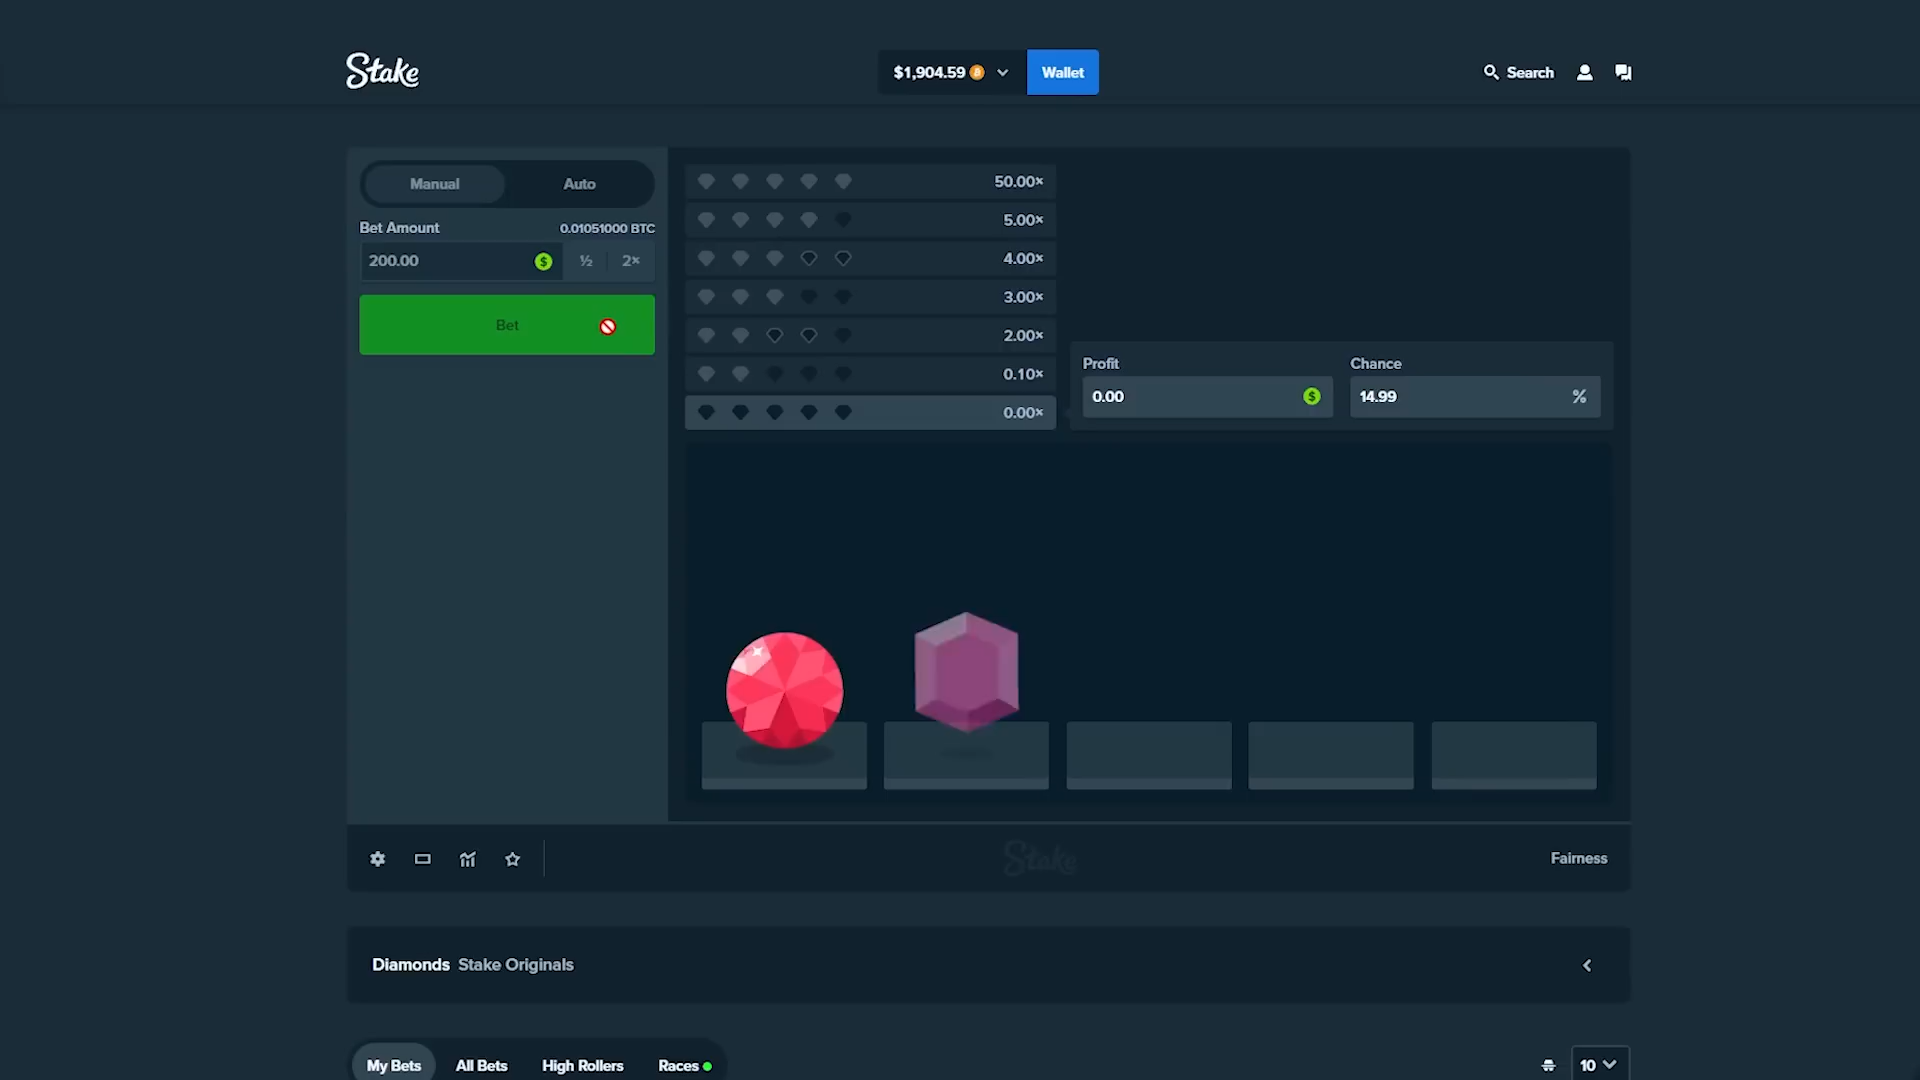 Stake
$1,904.59
Wallet
Search
Manual
Auto
Bet Amount
0.01051000 BTC
200.00
½
2×
Bet
50.00×
5.00×
4.00×
3.00×
2.00×
0.10×
0.00×
Profit
0.00
Chance
14.99
%
Stake
Fairness
Diamonds Stake Originals
My Bets
All Bets
High Rollers
Races
10